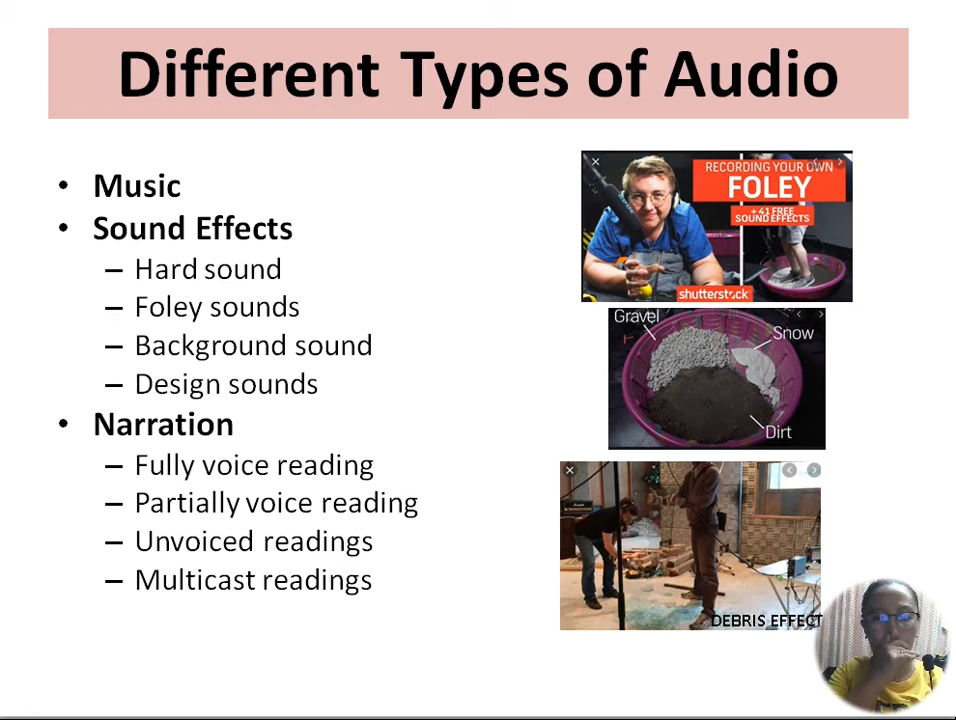 Different Types of Audio
• Music
• Sound Effects
– Hard sound
– Foley sounds
– Background sound
– Design sounds
• Narration
– Fully voice reading
– Partially voice reading
– Unvoiced readings
– Multicast readings
RECORDING YOUR OWN
FOLEY
+ 41 FREE
SOUND EFFECTS
shutterstock
Gravel
Snow
Dirt
DEBRIS EFFECT